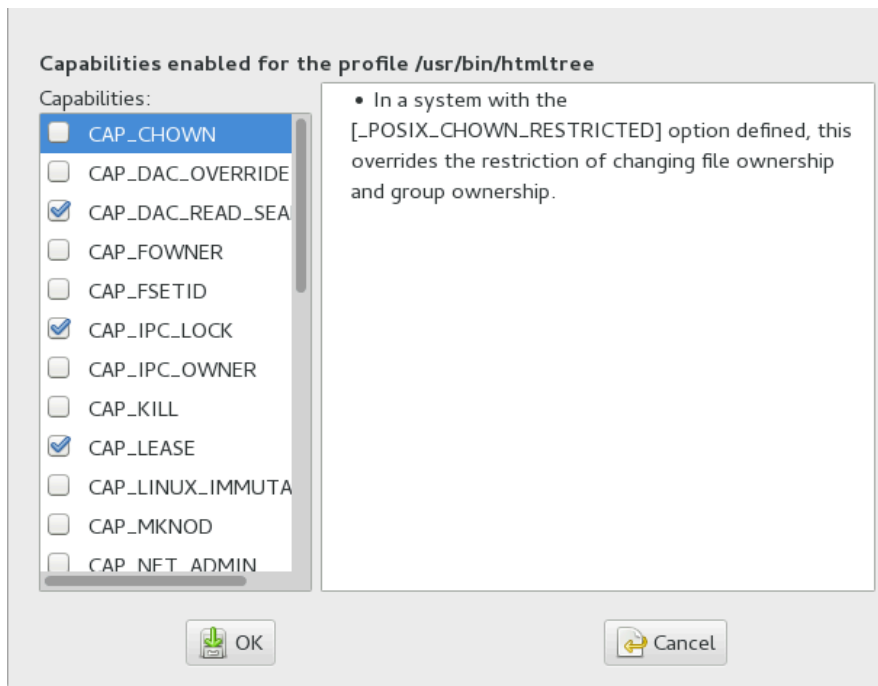 Capabilities enabled for the profile /usr/bin/htmltree
Capabilities:
CAP_CHOWN
CAP_DAC_OVERRIDE
CAP_DAC_READ_SEA
CAP_FOWNER
CAP_FSETID
CAP_IPC_LOCK
CAP_IPC_OWNER
CAP_KILL
CAP_LEASE
CAP_LINUX_IMMUTA
CAP_MKNOD
CAP_NET_ADMIN
• In a system with the
[_POSIX_CHOWN_RESTRICTED] option defined, this
overrides the restriction of changing file ownership
and group ownership.
OK
Cancel